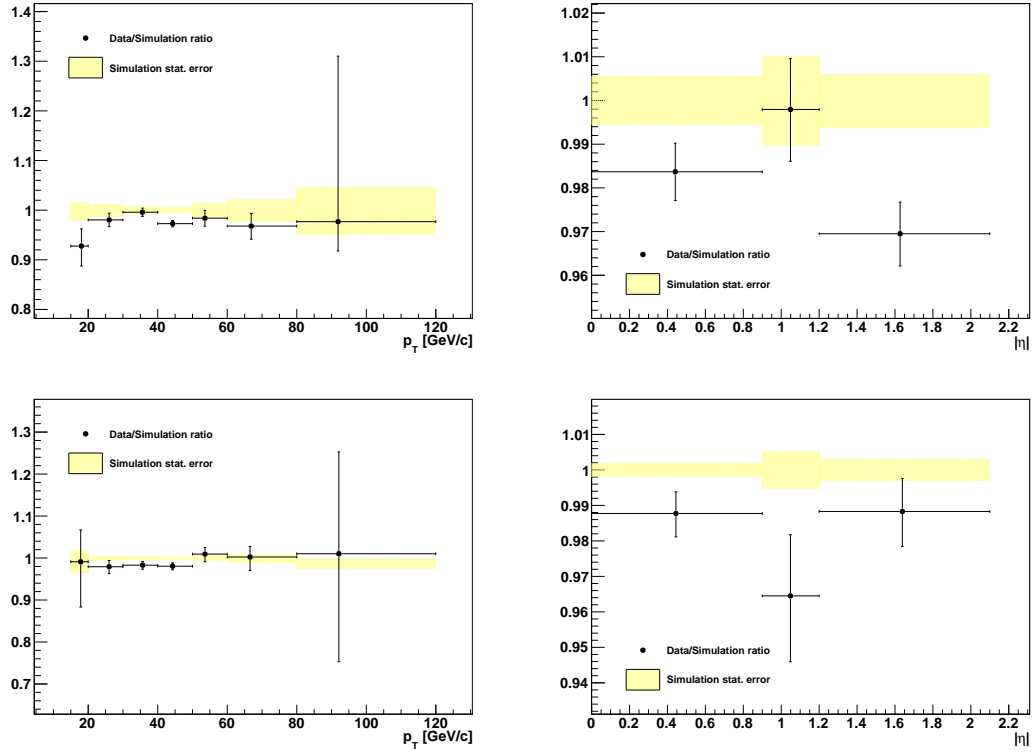 1.4
1.3
1.2
1.1
1
0.9
0.8
Data/Simulation ratio
Simulation stat. error
20 40 60 80 100 120
p_T [GeV/c]
1.02
1.01
1
0.99
0.98
0.97
0.96
Data/Simulation ratio
Simulation stat. error
0 0.2 0.4 0.6 0.8 1 1.2 1.4 1.6 1.8 2 2.2
|η|
1.3
1.2
1.1
1
0.9
0.8
0.7
Data/Simulation ratio
Simulation stat. error
20 40 60 80 100 120
p_T [GeV/c]
1.01
1
0.99
0.98
0.97
0.96
0.95
0.94
Data/Simulation ratio
Simulation stat. error
0 0.2 0.4 0.6 0.8 1 1.2 1.4 1.6 1.8 2 2.2
|η|